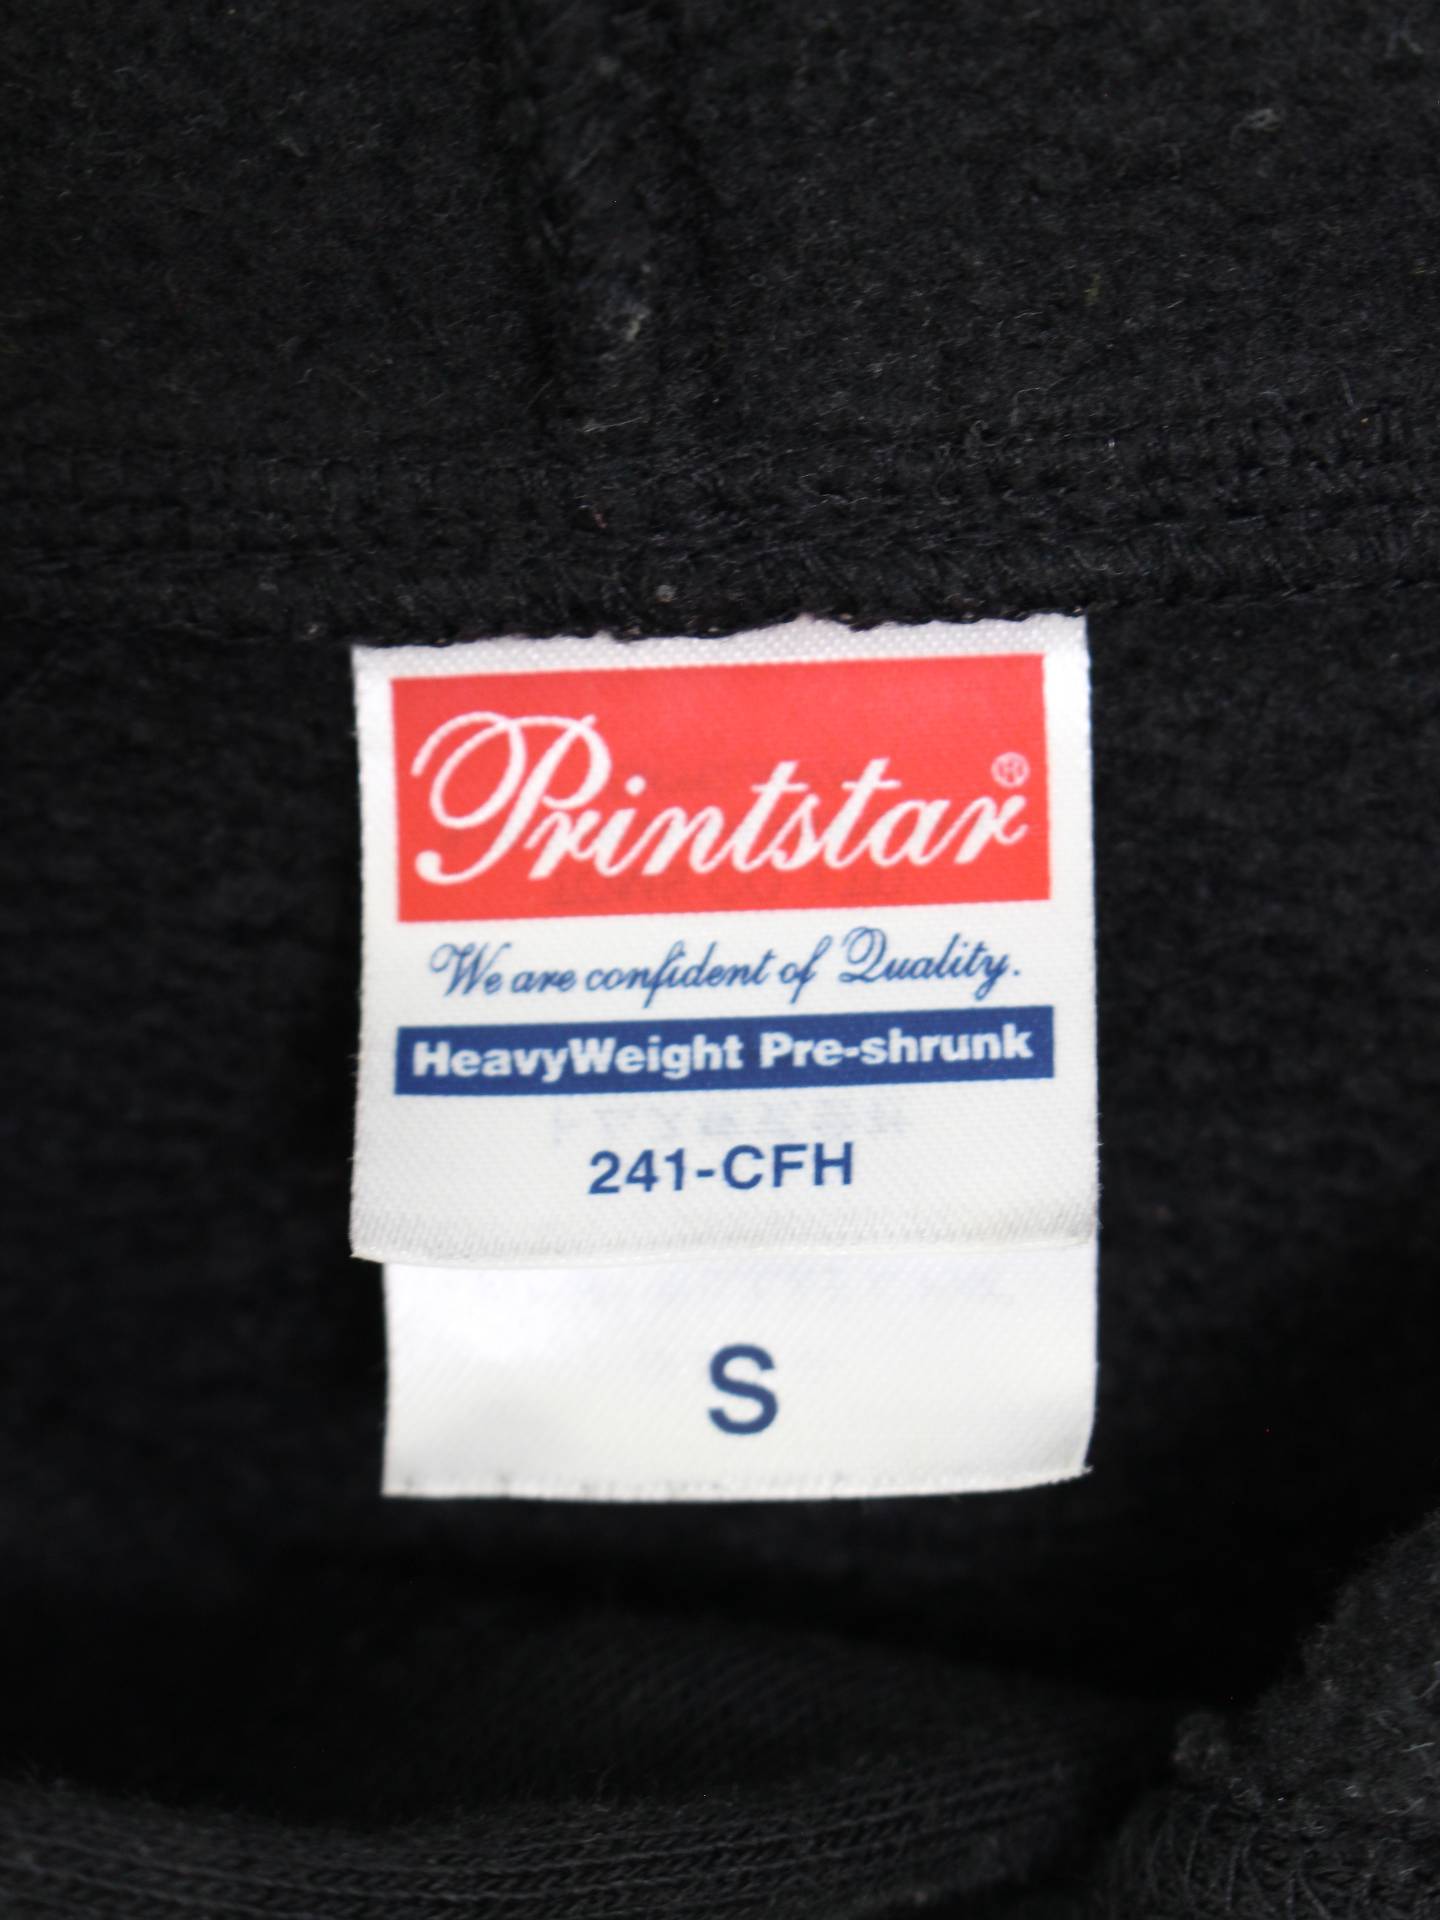 Printstar®
We are confident of Quality.
HeavyWeight Pre-shrunk
241-CFH
S